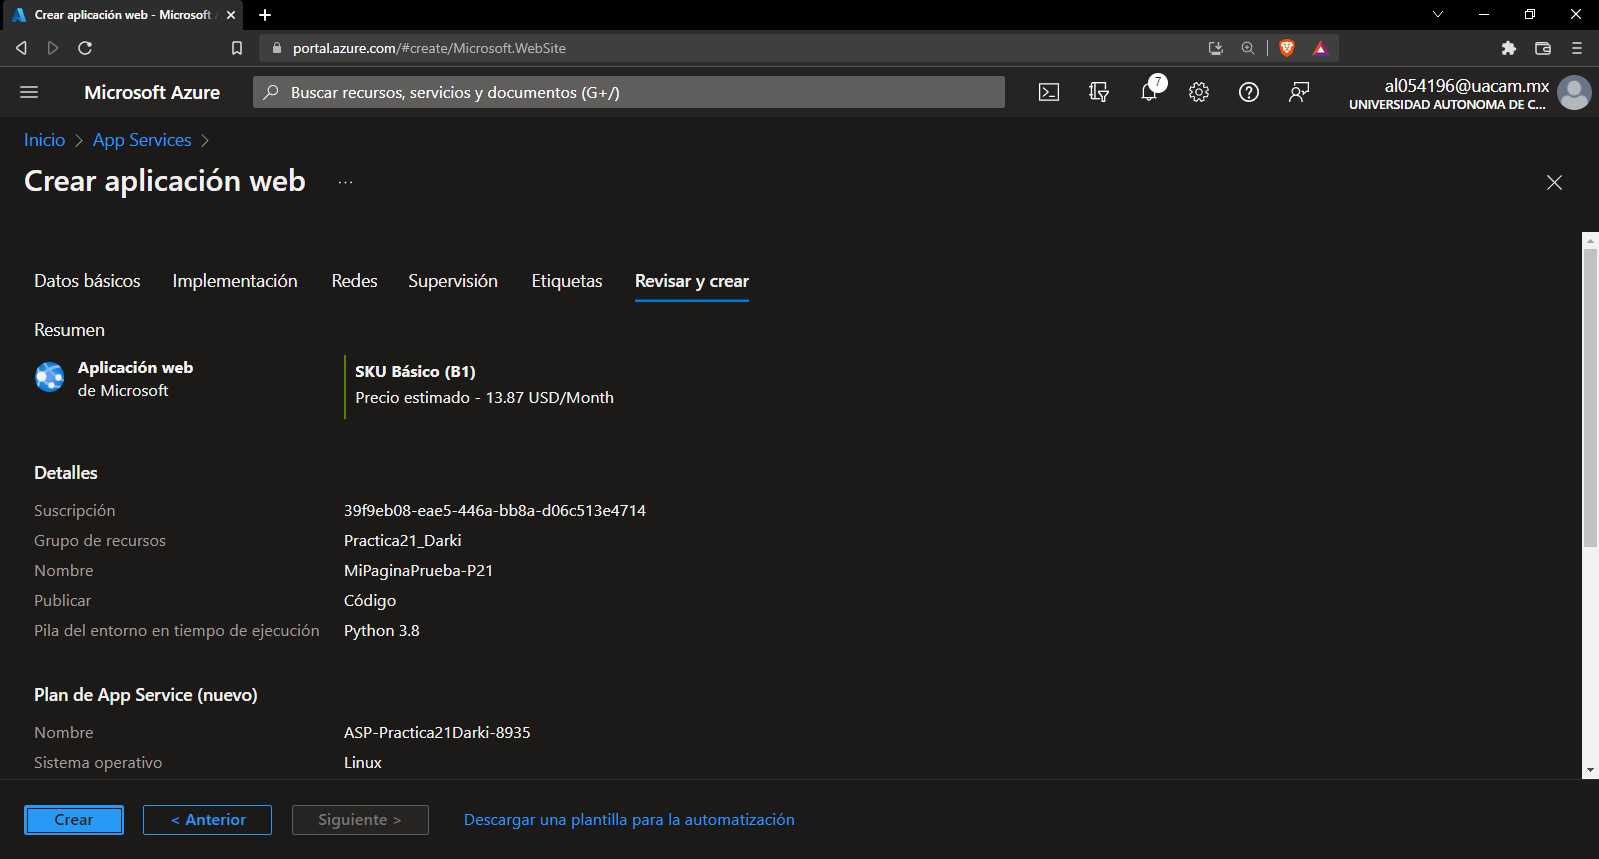 Crear aplicación web - Microsoft
portal.azure.com/#create/Microsoft.WebSite
Microsoft Azure
Buscar recursos, servicios y documentos (G+/)
7
al054196@uacam.mx
UNIVERSIDAD AUTONOMA DE C...
Inicio > App Services >
Crear aplicación web ...
Datos básicos Implementación Redes Supervisión Etiquetas Revisar y crear
Resumen
Aplicación web
de Microsoft
SKU Básico (B1)
Precio estimado - 13.87 USD/Month
Detalles
Suscripción 39f9eb08-eae5-446a-bb8a-d06c513e4714
Grupo de recursos Practica21_Darki
Nombre MiPaginaPrueba-P21
Publicar Código
Pila del entorno en tiempo de ejecución Python 3.8
Plan de App Service (nuevo)
Nombre ASP-Practica21Darki-8935
Sistema operativo Linux
Crear < Anterior Siguiente > Descargar una plantilla para la automatización